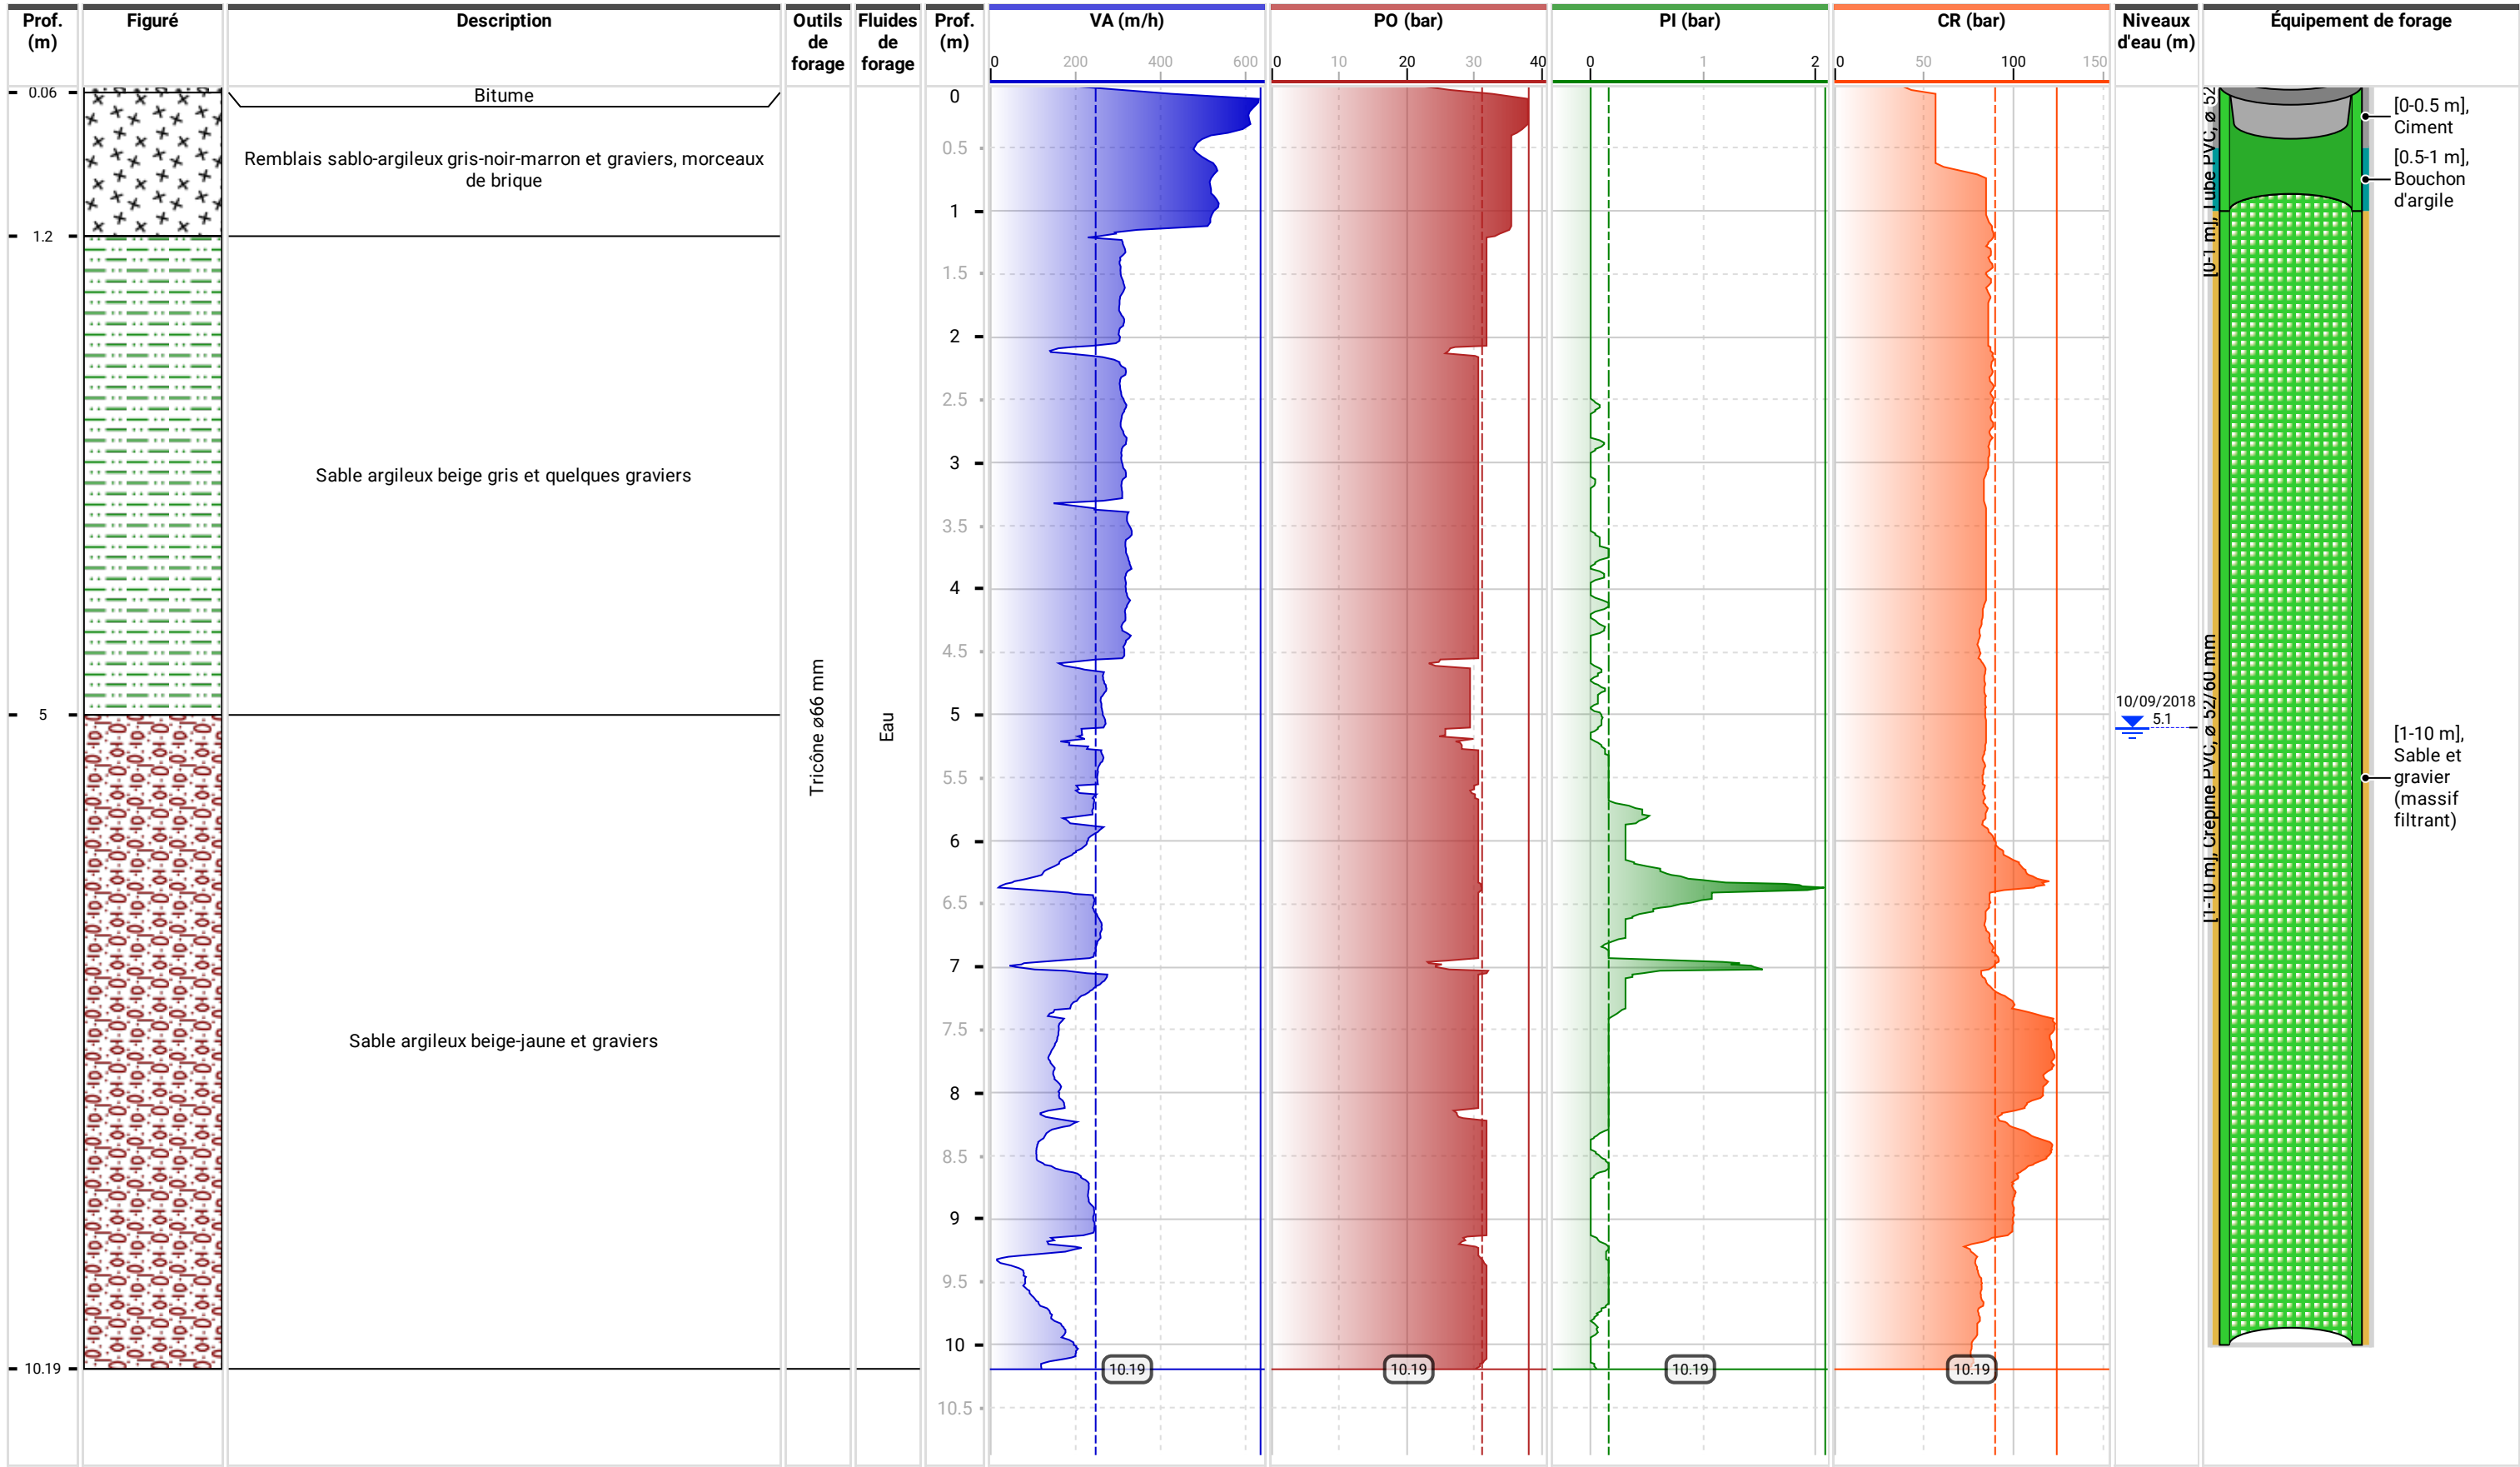 Prof.
(m)
Figuré
Description
Outils
de
forage
Fluides
de
forage
Prof.
(m)
VA (m/h)
0 200 400 600
PO (bar)
0 10 20 30 40
PI (bar)
0 1 2
CR (bar)
0 50 100 150
Niveaux
d'eau (m)
Équipement de forage
0.06
1.2
5
10.19
Bitume
Remblais sablo-argileux gris-noir-marron et graviers, morceaux
de brique
Sable argileux beige gris et quelques graviers
Sable argileux beige-jaune et graviers
Tricône ⌀66 mm
Eau
0
0.5
1
1.5
2
2.5
3
3.5
4
4.5
5
5.5
6
6.5
7
7.5
8
8.5
9
9.5
10
10.5
10.19
10.19
10.19
10.19
10/09/2018
5.1
[0-1 m], Tube PVC, ⌀ 52
[1-10 m], Crépine PVC, ⌀ 52/60 mm
[0-0.5 m],
Ciment
[0.5-1 m],
Bouchon
d'argile
[1-10 m],
Sable et
gravier
(massif
filtrant)